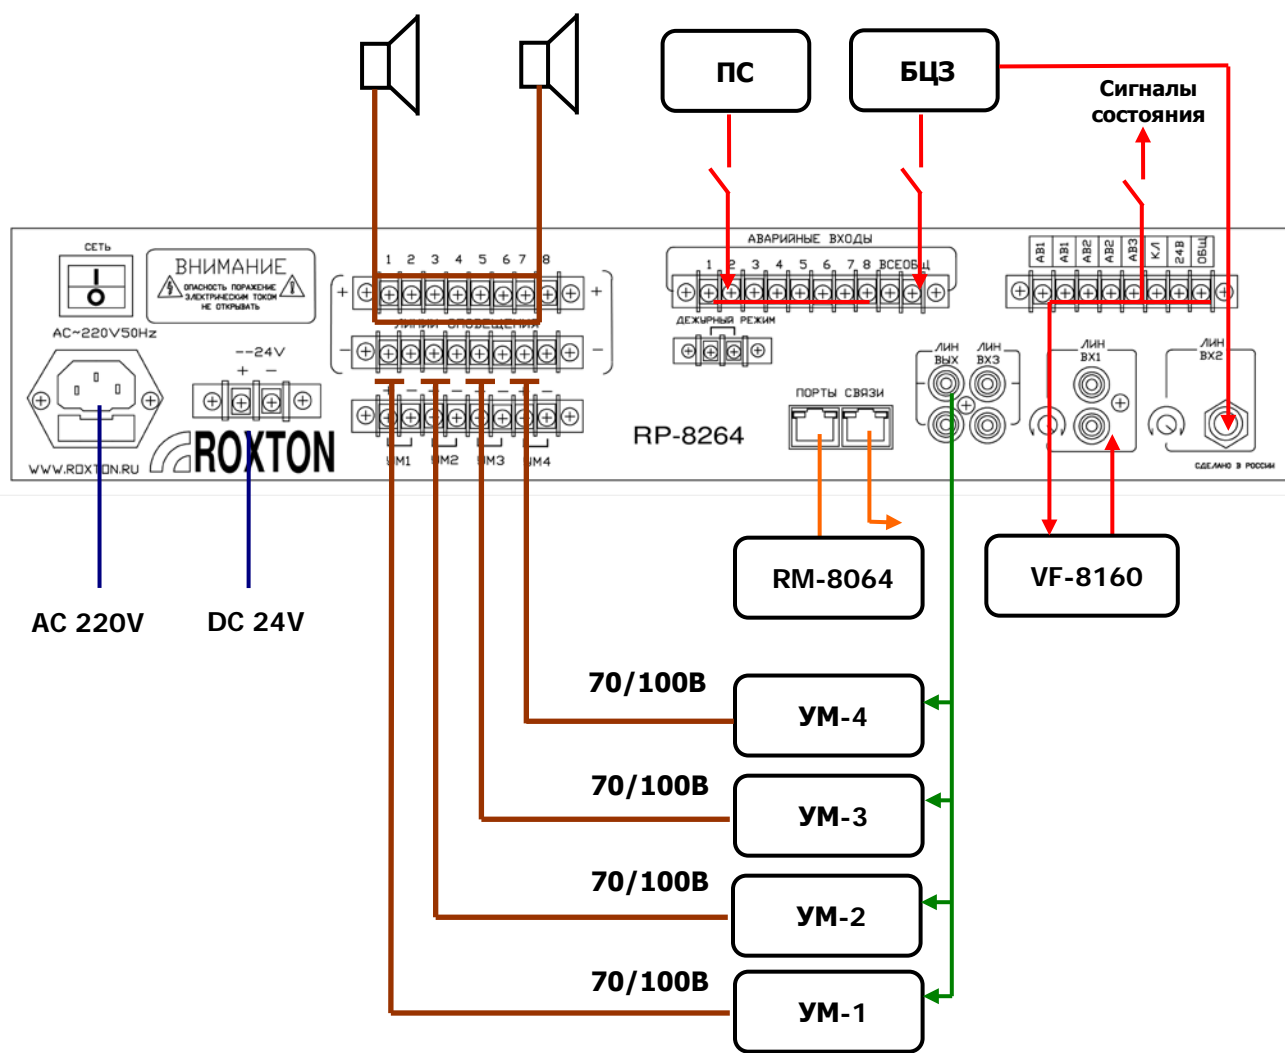 ПС
БЦЗ
Сигналы
состояния
СЕТЬ
AC~220V50Hz
ВНИМАНИЕ
ОПАСНОСТЬ ПОРАЖЕНИЕ
ЭЛЕКТРИЧЕСКИМ ТОКОМ
НЕ ОТКРЫВАТЬ
--24V
+ −
1 2 3 4 5 6 7 8
+ +
ЛИНИИ ОПОВЕЩЕНИЯ
− −
+ − + − + − + −
УМ1 УМ2 УМ3 УМ4
WWW.ROXTON.RU
ROXTON
АВАРИЙНЫЕ ВХОДЫ
1 2 3 4 5 6 7 8 ВСЕ ОБЩ
ДЕЖУРНЫЙ РЕЖИМ
RP-8264
ПОРТЫ СВЯЗИ
АВ1 АВ1 АВ2 АВ2 АВ3 КЛ 24В ОБЩ
ЛИН
ВЫХ
ЛИН
ВХ3
ЛИН
ВХ1
ЛИН
ВХ2
СДЕЛАНО В РОССИИ
AC 220V
DC 24V
RM-8064
VF-8160
70/100В
УМ-4
70/100В
УМ-3
70/100В
УМ-2
70/100В
УМ-1